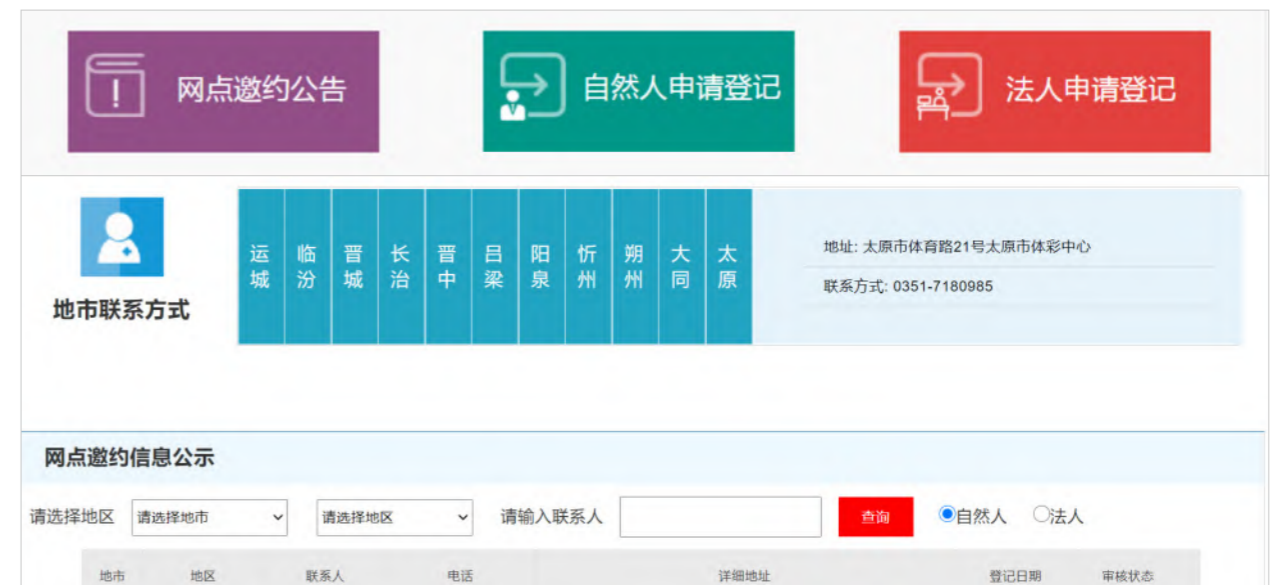 网点邀约公告
自然人申请登记
法人申请登记
地市联系方式
运城
临汾
晋城
长治
晋中
吕梁
阳泉
忻州
朔州
大同
太原
地址: 太原市体育路21号太原市体彩中心
联系方式: 0351-7180985
网点邀约信息公示
请选择地区 请选择地市 请选择地区 请输入联系人 查询 自然人 法人
地市 地区 联系人 电话 详细地址 登记日期 审核状态